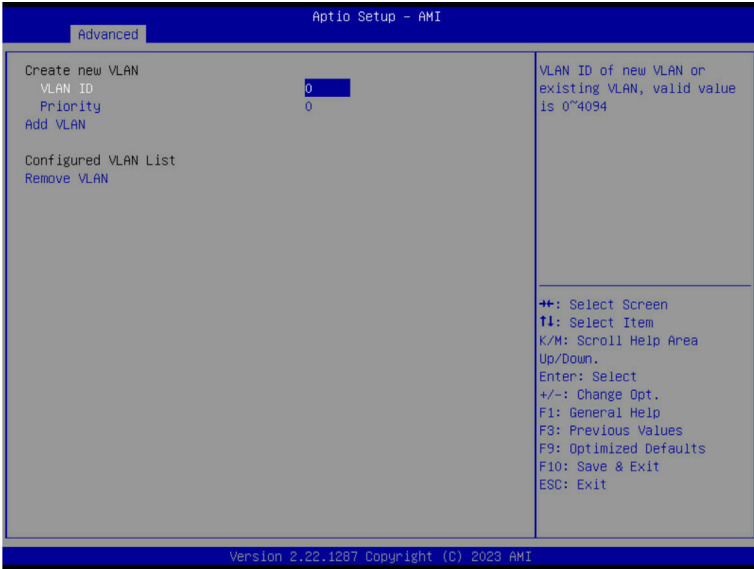 Aptio Setup - AMI
Advanced
Create new VLAN
VLAN ID 0
Priority 0
Add VLAN
Configured VLAN List
Remove VLAN
VLAN ID of new VLAN or
existing VLAN, valid value
is 0~4094
→←: Select Screen
↑↓: Select Item
K/M: Scroll Help Area
Up/Down.
Enter: Select
+/-: Change Opt.
F1: General Help
F3: Previous Values
F9: Optimized Defaults
F10: Save & Exit
ESC: Exit
Version 2.22.1287 Copyright (C) 2023 AMI